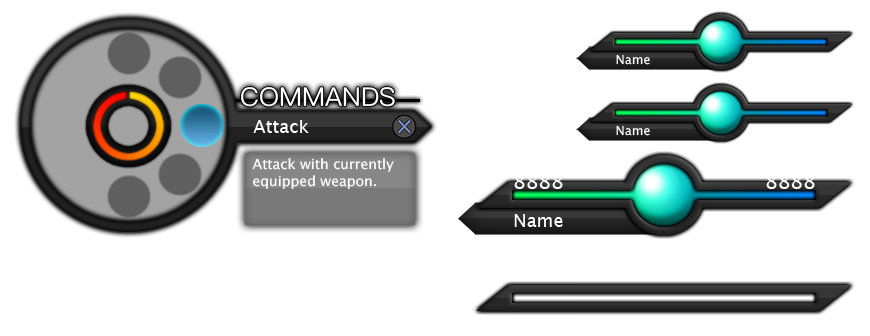 COMMANDS
Attack
Attack with currently
equipped weapon.
Name
Name
8888
8888
Name